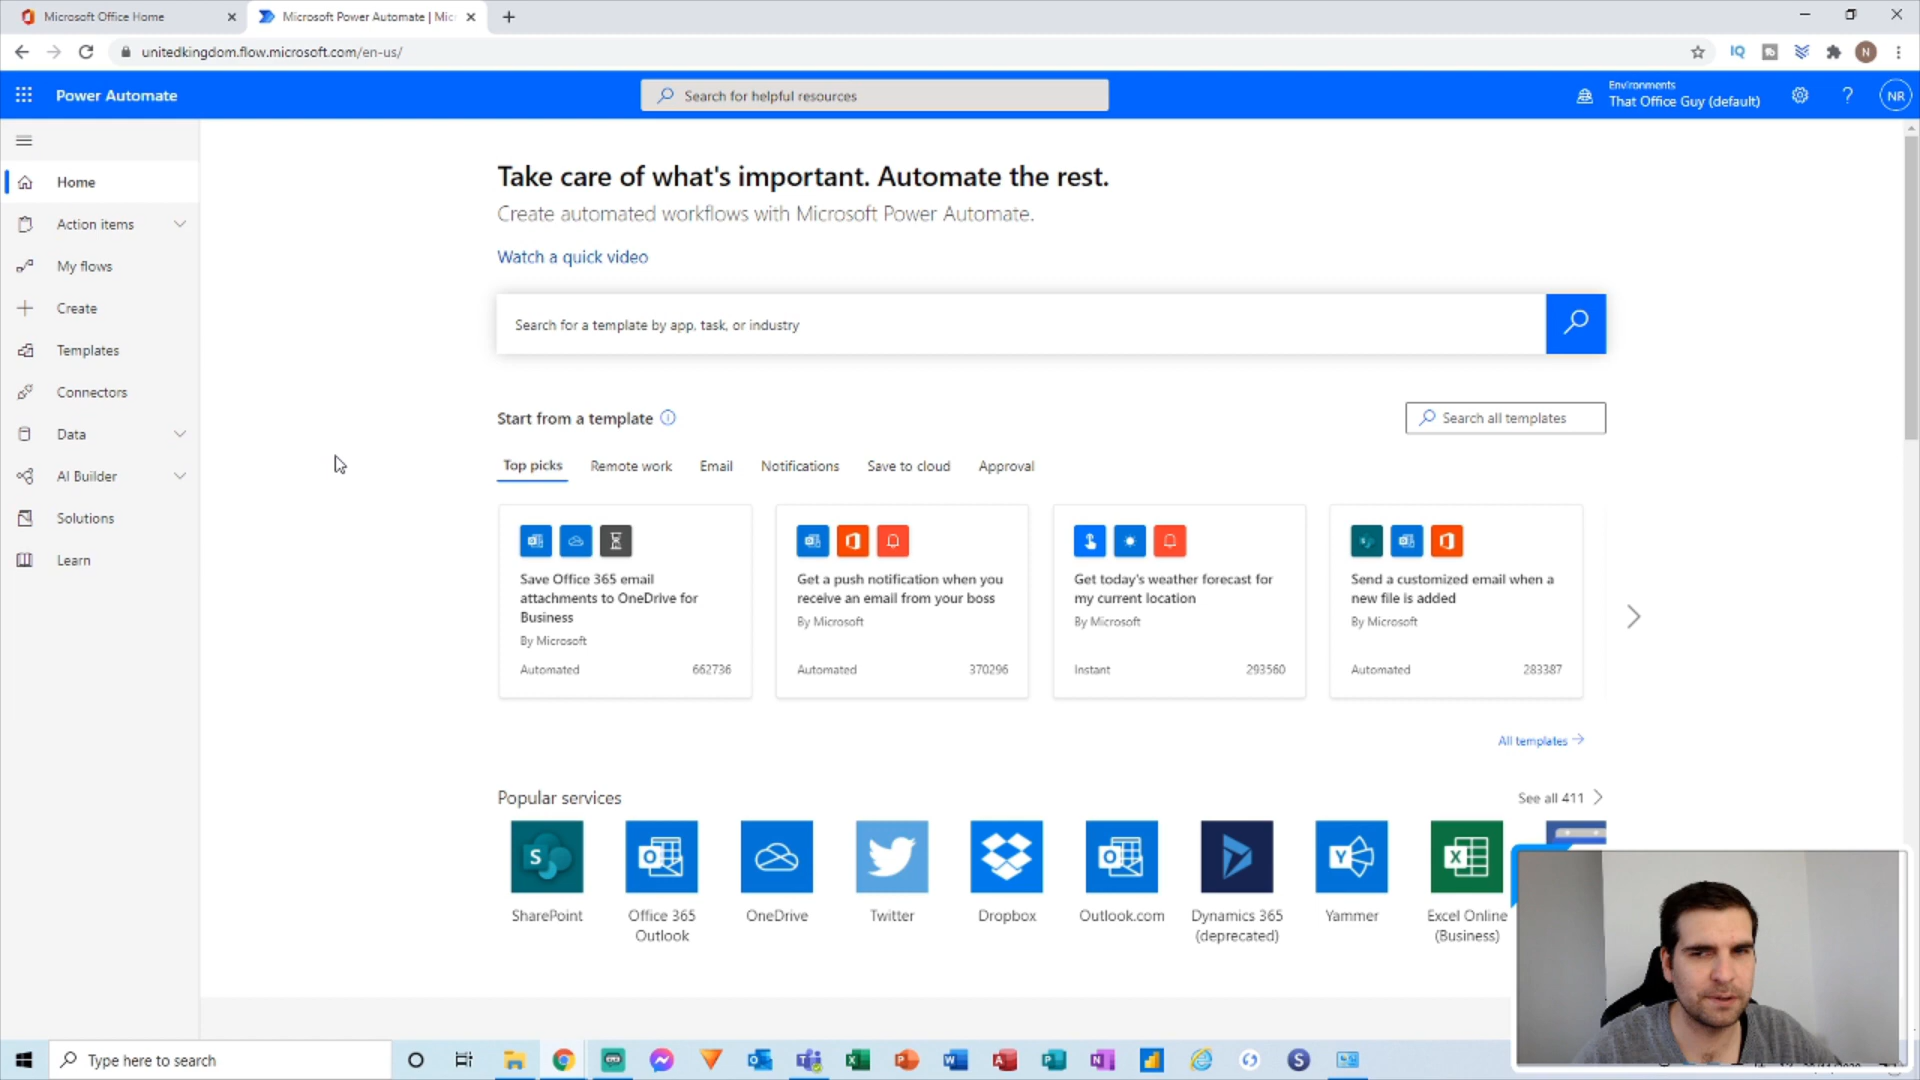 Microsoft Office Home
Microsoft Power Automate | Mic
unitedkingdom.flow.microsoft.com/en-us/
IQ
N
Power Automate
Search for helpful resources
Environments
That Office Guy (default)
?
NR
Home
Action items
My flows
Create
Templates
Connectors
Data
AI Builder
Solutions
Learn
Take care of what's important. Automate the rest.
Create automated workflows with Microsoft Power Automate.
Watch a quick video
Search for a template by app, task, or industry
Start from a template
Search all templates
Top picks
Remote work
Email
Notifications
Save to cloud
Approval
Save Office 365 email
attachments to OneDrive for
Business
By Microsoft
Automated
662736
Get a push notification when you
receive an email from your boss
By Microsoft
Automated
370296
Get today's weather forecast for
my current location
By Microsoft
Instant
293560
Send a customized email when a
new file is added
By Microsoft
Automated
283387
All templates
Popular services
See all 411
SharePoint
Office 365
Outlook
OneDrive
Twitter
Dropbox
Outlook.com
Dynamics 365
(deprecated)
Yammer
Excel Online
(Business)
Type here to search